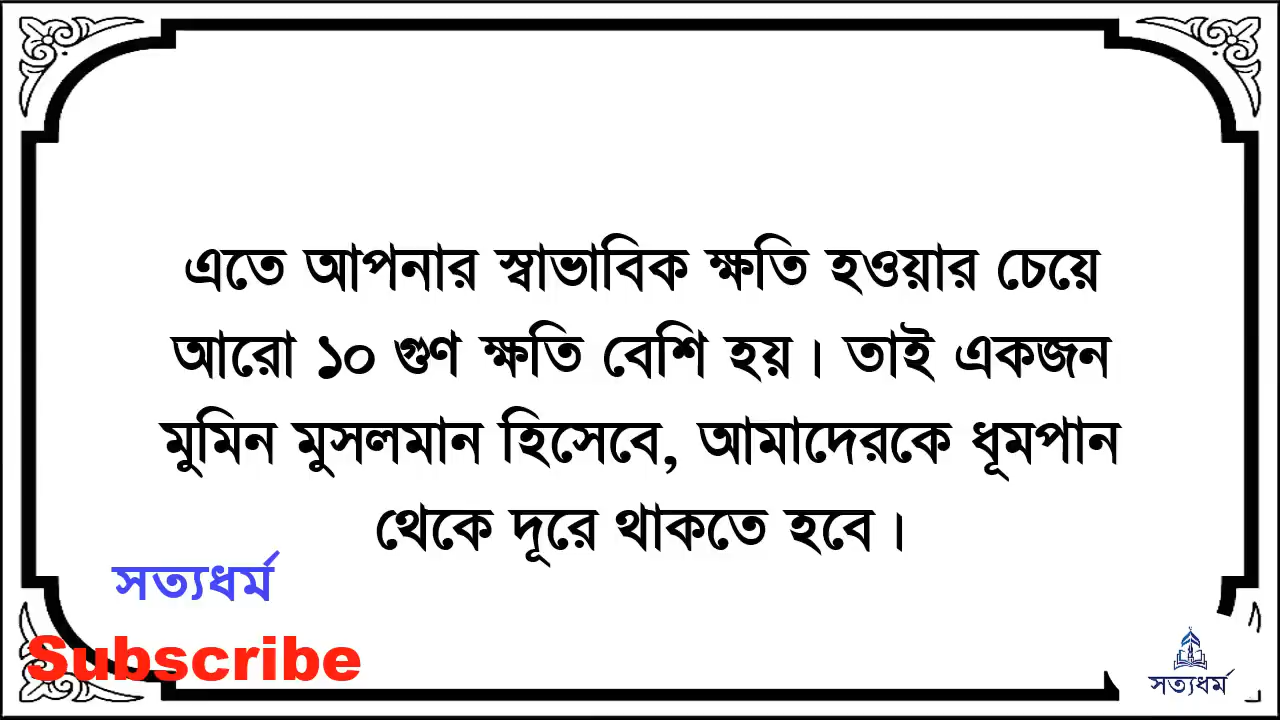 এতে আপনার স্বাভাবিক ক্ষতি হওয়ার চেয়ে
আরো ১০ গুণ ক্ষতি বেশি হয়। তাই একজন
মুমিন মুসলমান হিসেবে, আমাদেরকে ধূমপান
থেকে দূরে থাকতে হবে।
সত্যধর্ম
Subscribe
সত্যধর্ম